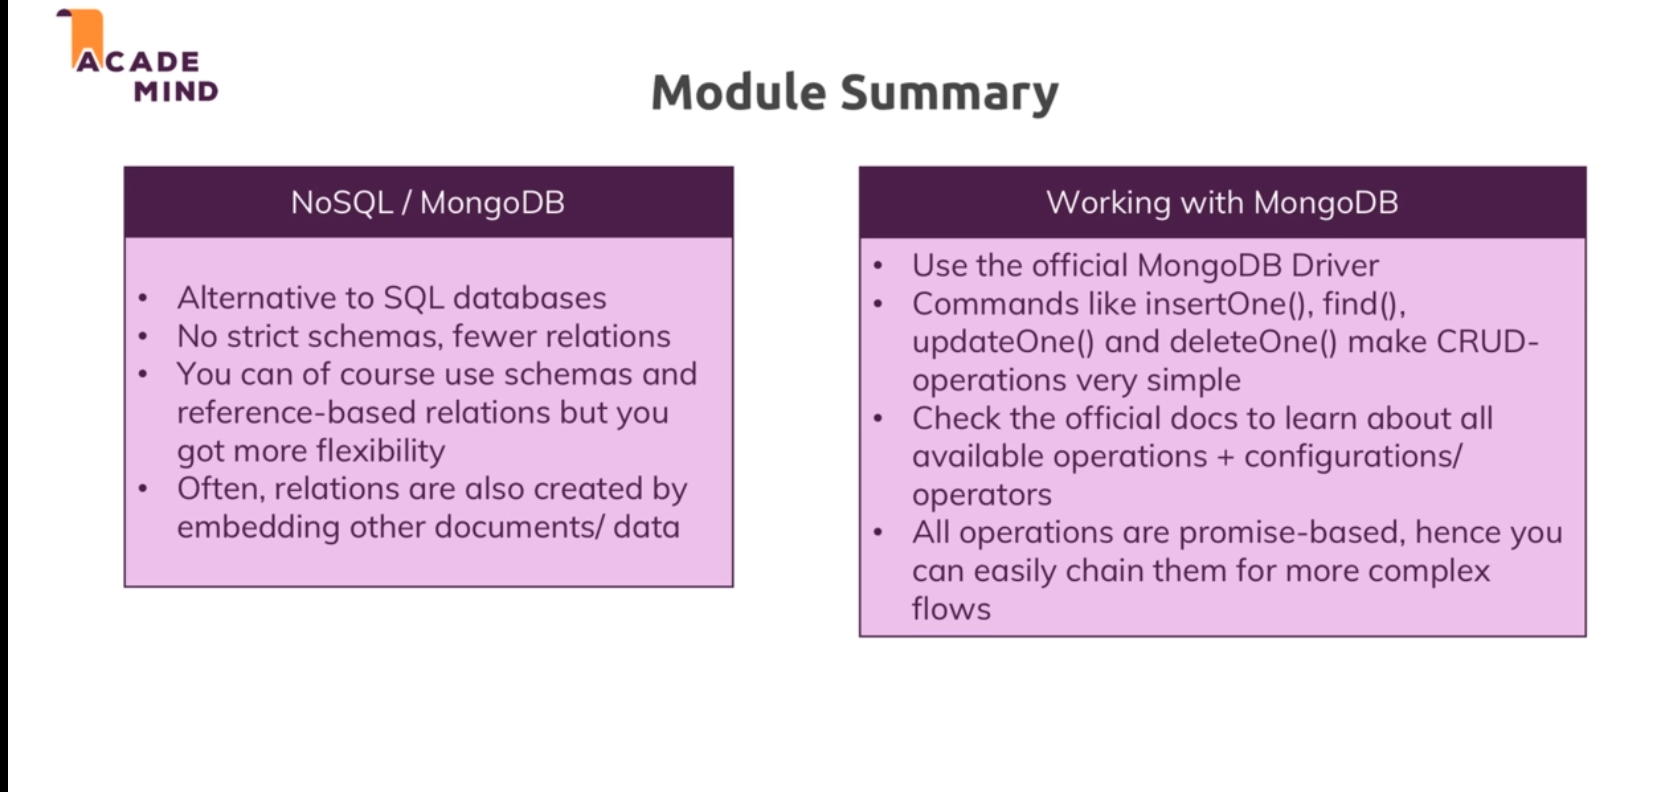 ACADE
MIND
Module Summary
NoSQL / MongoDB
• Alternative to SQL databases
• No strict schemas, fewer relations
• You can of course use schemas and
reference-based relations but you
got more flexibility
• Often, relations are also created by
embedding other documents/ data
Working with MongoDB
• Use the official MongoDB Driver
• Commands like insertOne(), find(),
updateOne() and deleteOne() make CRUD-
operations very simple
• Check the official docs to learn about all
available operations + configurations/
operators
• All operations are promise-based, hence you
can easily chain them for more complex
flows